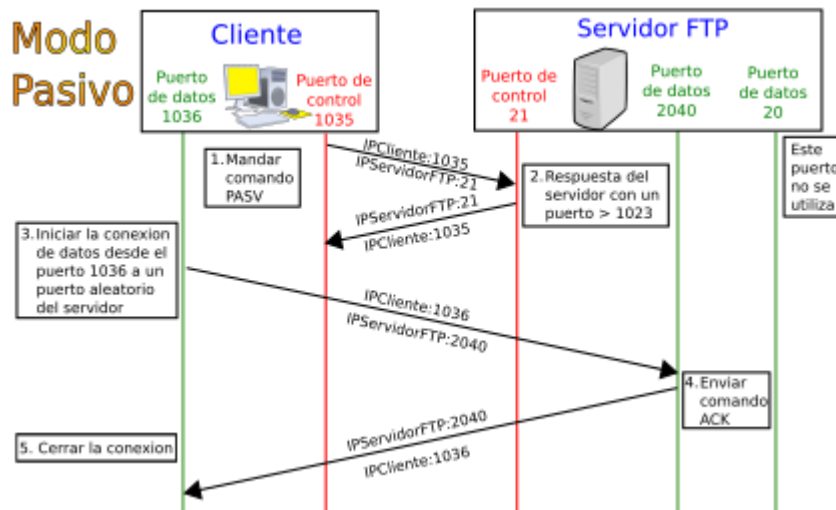 Modo
Pasivo
Cliente
Puerto
de datos
1036
Puerto de
control
1035
Servidor FTP
Puerto de
control
21
Puerto
de datos
2040
Puerto
de datos
20
1.Mandar
comando
PASV
IPCliente:1035
IPServidorFTP:21
2.Respuesta del
servidor con un
puerto > 1023
Este
puerto
no se
utiliza
IPServidorFTP:21
IPCliente:1035
3.Iniciar la conexion
de datos desde el
puerto 1036 a un
puerto aleatorio
del servidor
IPCliente:1036
IPServidorFTP:2040
4.Enviar
comando
ACK
IPServidorFTP:2040
IPCliente:1036
5. Cerrar la conexion